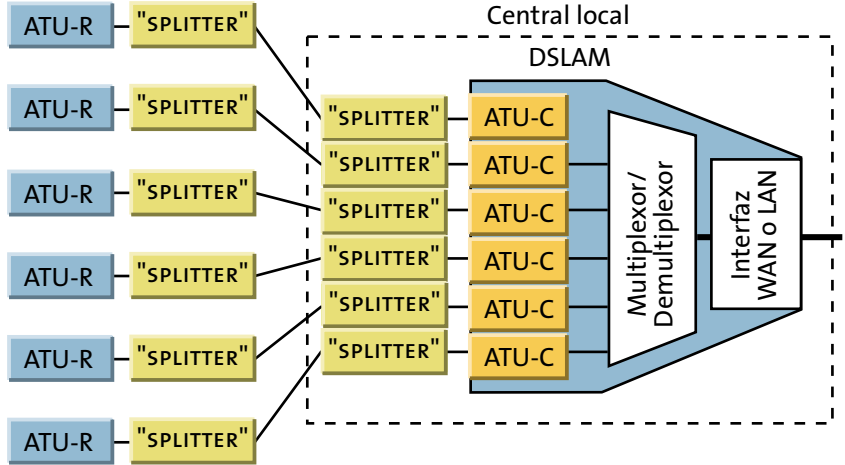 Central local
DSLAM
ATU-R "SPLITTER"
ATU-R "SPLITTER"
ATU-R "SPLITTER"
ATU-R "SPLITTER"
ATU-R "SPLITTER"
ATU-R "SPLITTER"
"SPLITTER" ATU-C
"SPLITTER" ATU-C
"SPLITTER" ATU-C
"SPLITTER" ATU-C
"SPLITTER" ATU-C
"SPLITTER" ATU-C
Multiplexor/
Demultiplexor
Interfaz
WAN o LAN